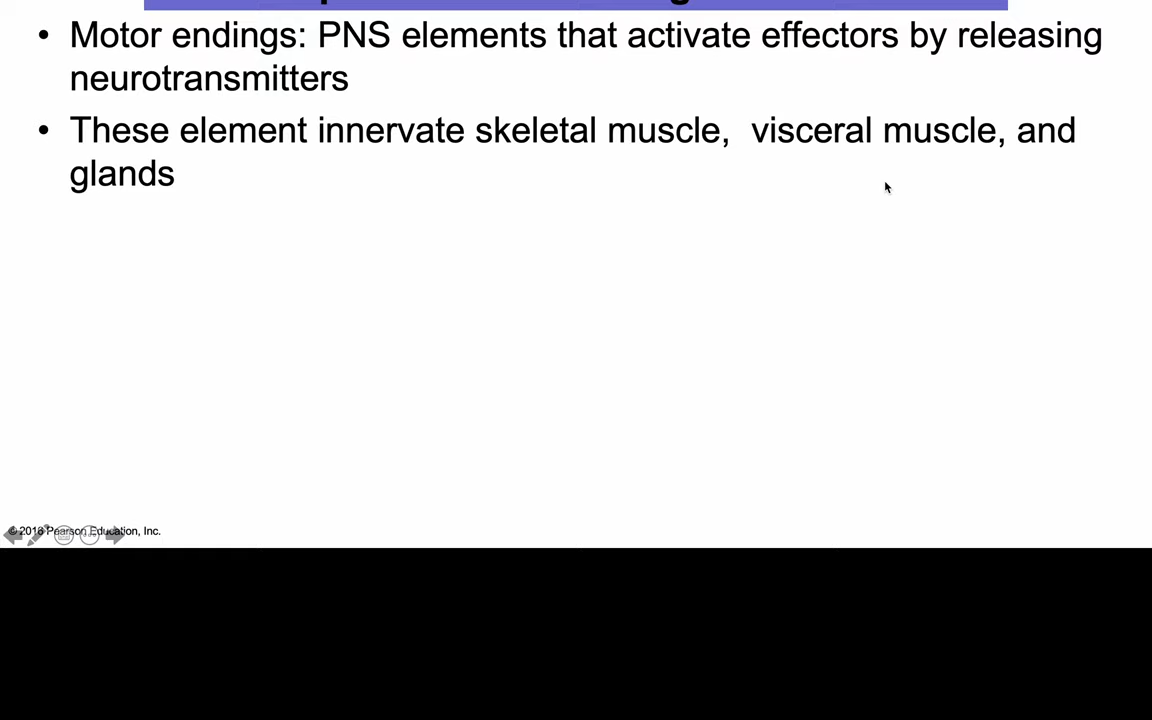 • Motor endings: PNS elements that activate effectors by releasing
neurotransmitters
• These element innervate skeletal muscle,  visceral muscle, and
glands
© 2016 Pearson Education, Inc.